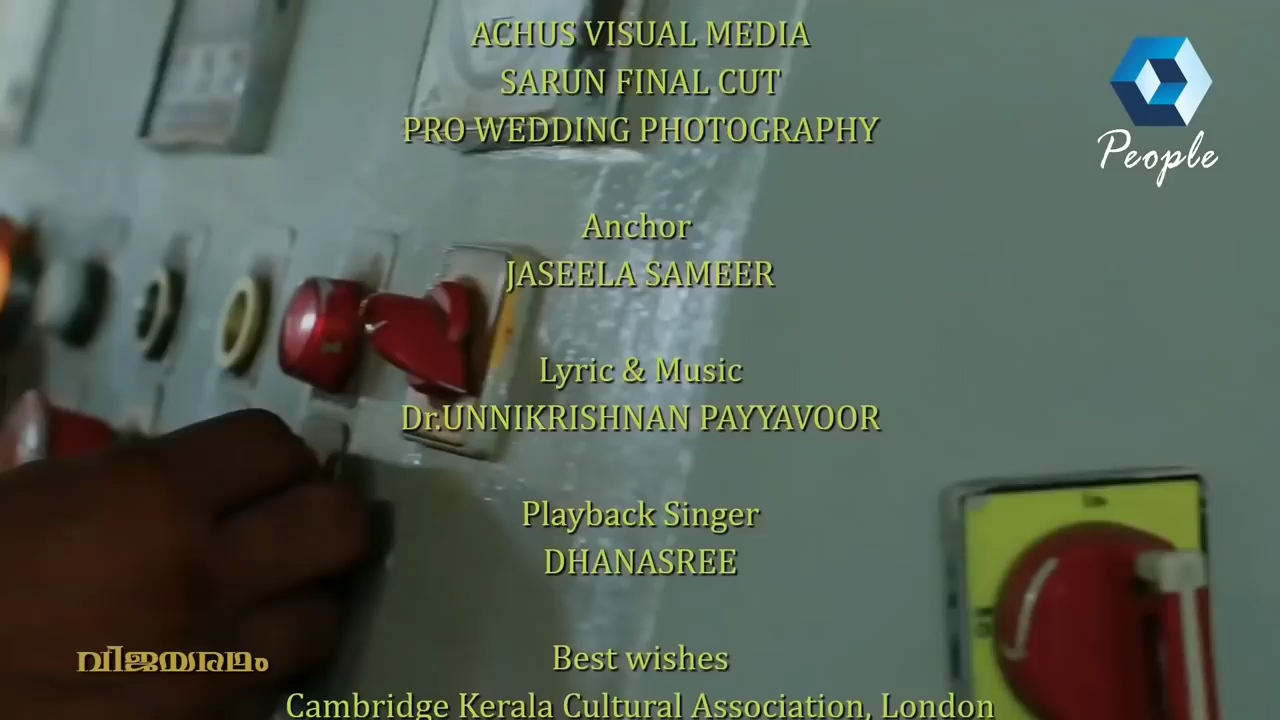 ACHUS VISUAL MEDIA
SARUN FINAL CUT
PRO WEDDING PHOTOGRAPHY
People
Anchor
JASEELA SAMEER
Lyric & Music
Dr.UNNIKRISHNAN PAYYAVOOR
Playback Singer
DHANASREE
Best wishes
വിജയരഥം
Cambridge Kerala Cultural Association, London